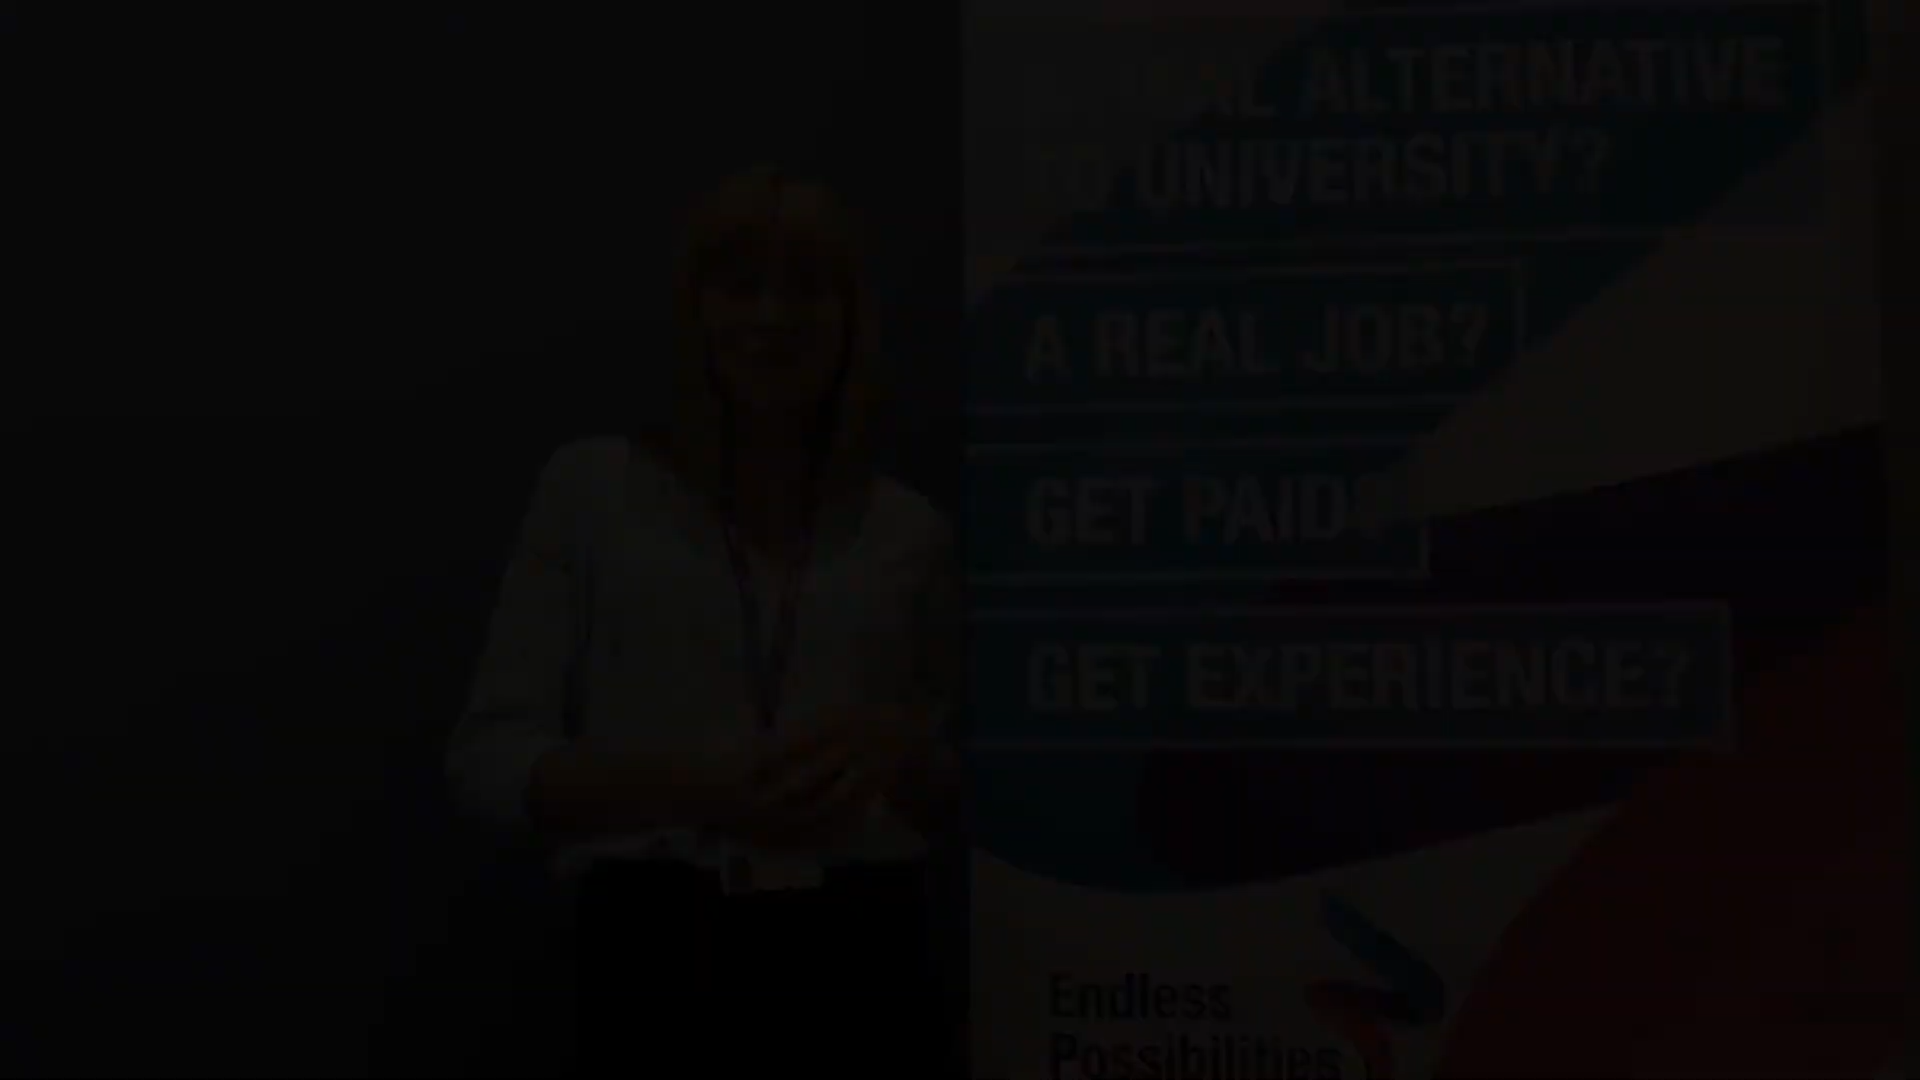 ALTERNATIVE
UNIVERSITY?
A REAL JOB?
GET PAID?
GET EXPERIENCE?
Endless
Possibilities